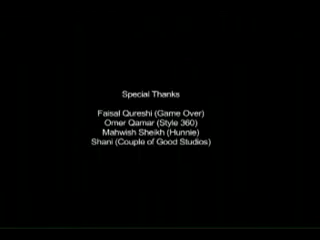 Special Thanks
Faisal Qureshi (Game Over)
Omer Qamar (Style 360)
Mahwish Sheikh (Hunnie)
Shani (Couple of Good Studios)